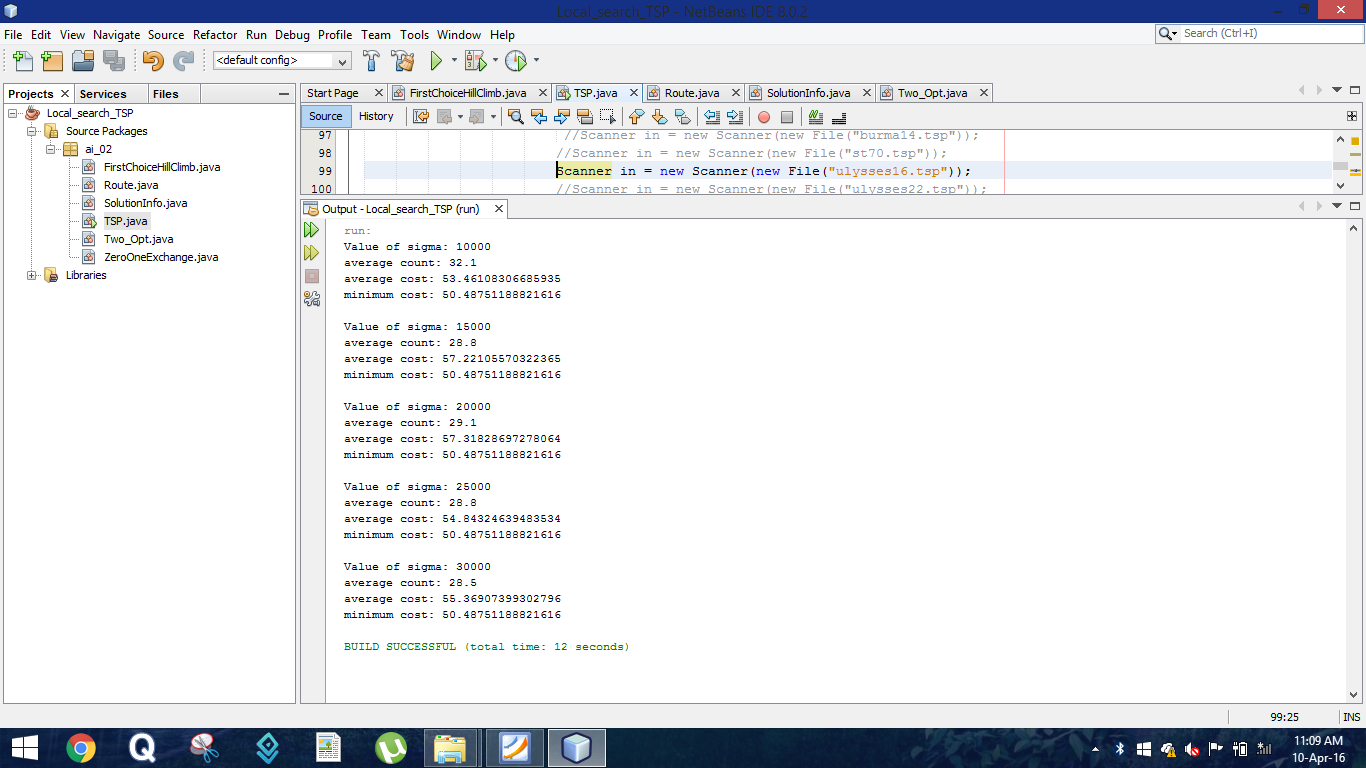 Local_search_TSP - NetBeans IDE 8.0.2
File Edit View Navigate Source Refactor Run Debug Profile Team Tools Window Help
Search (Ctrl+I)
<default config>
Projects Services Files
Local_search_TSP
Source Packages
ai_02
FirstChoiceHillClimb.java
Route.java
SolutionInfo.java
TSP.java
Two_Opt.java
ZeroOneExchange.java
Libraries
Start Page FirstChoiceHillClimb.java TSP.java Route.java SolutionInfo.java Two_Opt.java
Source History
97 //Scanner in = new Scanner(new File("burma14.tsp"));
98 //Scanner in = new Scanner(new File("st70.tsp"));
99 Scanner in = new Scanner(new File("ulysses16.tsp"));
100 //Scanner in = new Scanner(new File("ulysses22.tsp"));
Output - Local_search_TSP (run)
run:
Value of sigma: 10000
average count: 32.1
average cost: 53.46108306685935
minimum cost: 50.48751188821616
Value of sigma: 15000
average count: 28.8
average cost: 57.22105570322365
minimum cost: 50.48751188821616
Value of sigma: 20000
average count: 29.1
average cost: 57.31828697278064
minimum cost: 50.48751188821616
Value of sigma: 25000
average count: 28.8
average cost: 54.84324639483534
minimum cost: 50.48751188821616
Value of sigma: 30000
average count: 28.5
average cost: 55.36907399302796
minimum cost: 50.48751188821616
BUILD SUCCESSFUL (total time: 12 seconds)
99:25 INS
11:09 AM
10-Apr-16